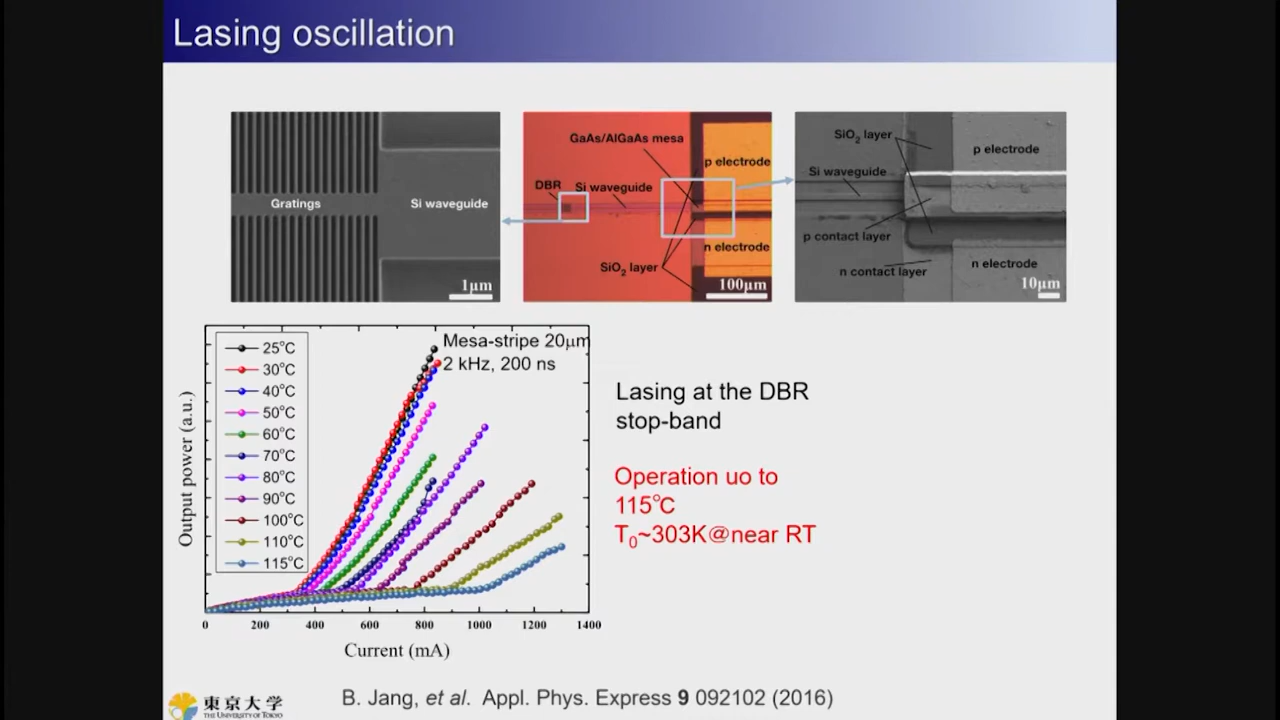 Lasing oscillation
Gratings
Si waveguide
1μm
GaAs/AlGaAs mesa
p electrode
DBR
Si waveguide
n electrode
SiO2 layer
100μm
SiO2 layer
p electrode
Si waveguide
p contact layer
n contact layer
n electrode
10μm
Output power (a.u.)
25°C
30°C
40°C
50°C
60°C
70°C
80°C
90°C
100°C
110°C
115°C
Mesa-stripe 20μm
2 kHz, 200 ns
0 200 400 600 800 1000 1200 1400
Current (mA)
Lasing at the DBR
stop-band
Operation uo to
115℃
T0~303K@near RT
東京大学
THE UNIVERSITY OF TOKYO
B. Jang, et al. Appl. Phys. Express 9 092102 (2016)